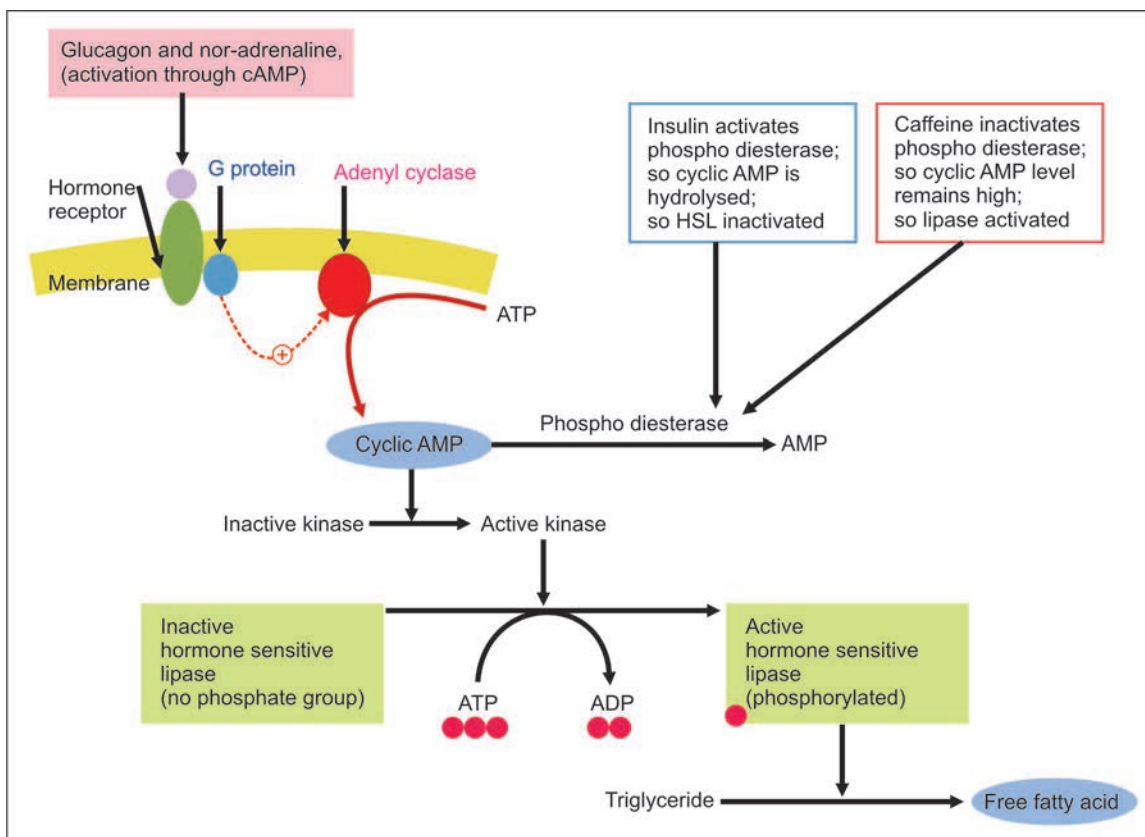 Glucagon and nor-adrenaline,
(activation through cAMP)
Insulin activates
phospho diesterase;
so cyclic AMP is
hydrolysed;
so HSL inactivated
Caffeine inactivates
phospho diesterase;
so cyclic AMP level
remains high;
so lipase activated
Hormone
receptor
G protein
Adenyl cyclase
Membrane
ATP
+
Cyclic AMP
Phospho diesterase
AMP
Inactive kinase
Active kinase
Inactive
hormone sensitive
lipase
(no phosphate group)
ATP
ADP
Active
hormone sensitive
lipase
(phosphorylated)
Triglyceride
Free fatty acid